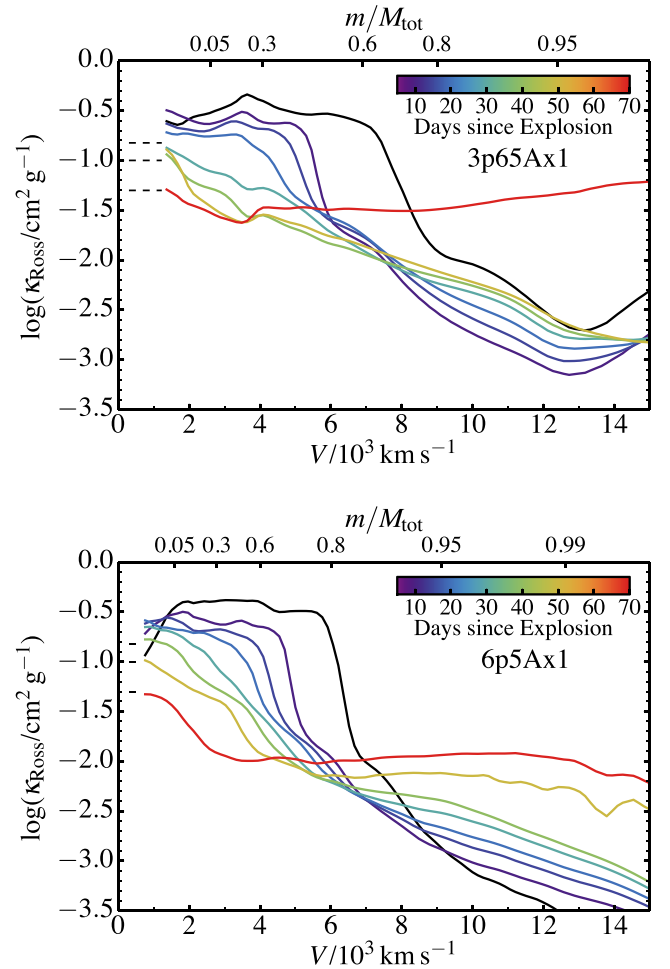 m/M_tot
0.05 0.3 0.6 0.8 0.95
0.0
−0.5
−1.0
−1.5
−2.0
−2.5
−3.0
−3.5
log(κ_Ross/cm² g⁻¹)
10 20 30 40 50 60 70
Days since Explosion
3p65Ax1
0 2 4 6 8 10 12 14
V/10³ km s⁻¹
m/M_tot
0.05 0.3 0.6 0.8 0.95 0.99
0.0
−0.5
−1.0
−1.5
−2.0
−2.5
−3.0
−3.5
log(κ_Ross/cm² g⁻¹)
10 20 30 40 50 60 70
Days since Explosion
6p5Ax1
0 2 4 6 8 10 12 14
V/10³ km s⁻¹